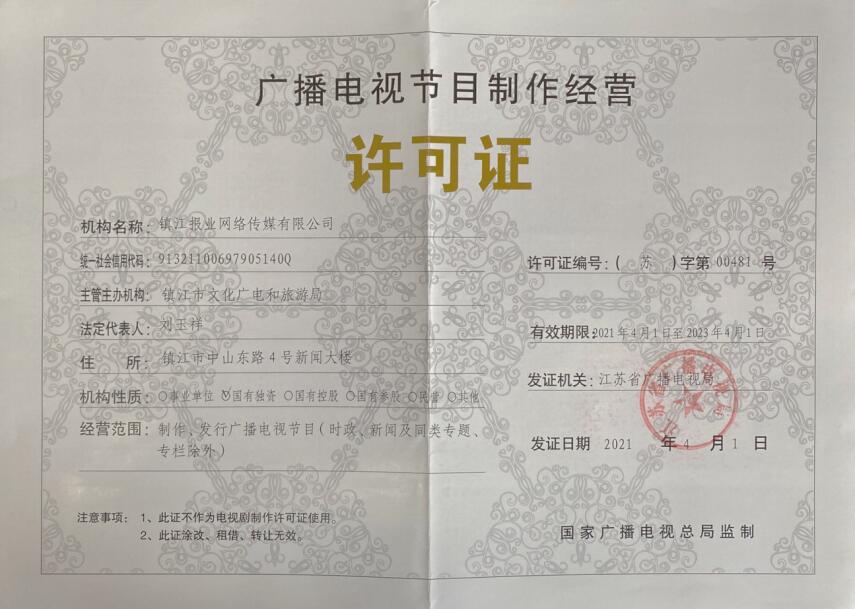 广播电视节目制作经营
许可证
机构名称：镇江报业网络传媒有限公司
统一社会信用代码：91321100697905140Q
主管主办机构：镇江市文化广电和旅游局
法定代表人：刘玉祥
住 所：镇江市中山东路4号新闻大楼
机构性质：○事业单位 ○国有独资 ○国有控股 ○国有参股 ○民营 ○其他
经营范围：制作、发行广播电视节目（时政、新闻及同类专题、
专栏除外）
注意事项：1、此证不作为电视剧制作许可证使用。
2、此证涂改、租借、转让无效。
许可证编号：（ 苏 ）字第 00481 号
有效期限：2021年4月1日至2023年4月1日
发证机关：江苏省广播电视局
江苏省广播电视局
发证日期 2021 年 4 月 1 日
国家广播电视总局监制